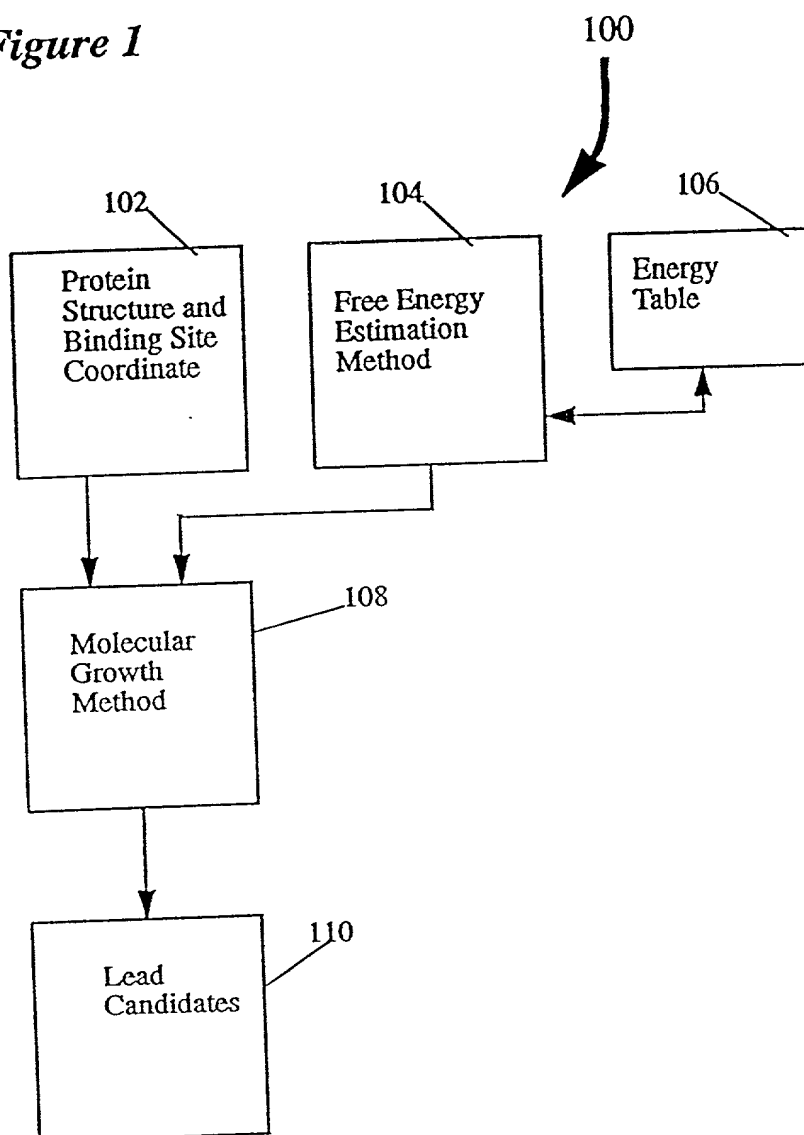 Figure 1
100
102
104
106
Protein
Structure and
Binding Site
Coordinate
Free Energy
Estimation
Method
Energy
Table
108
Molecular
Growth
Method
110
Lead
Candidates